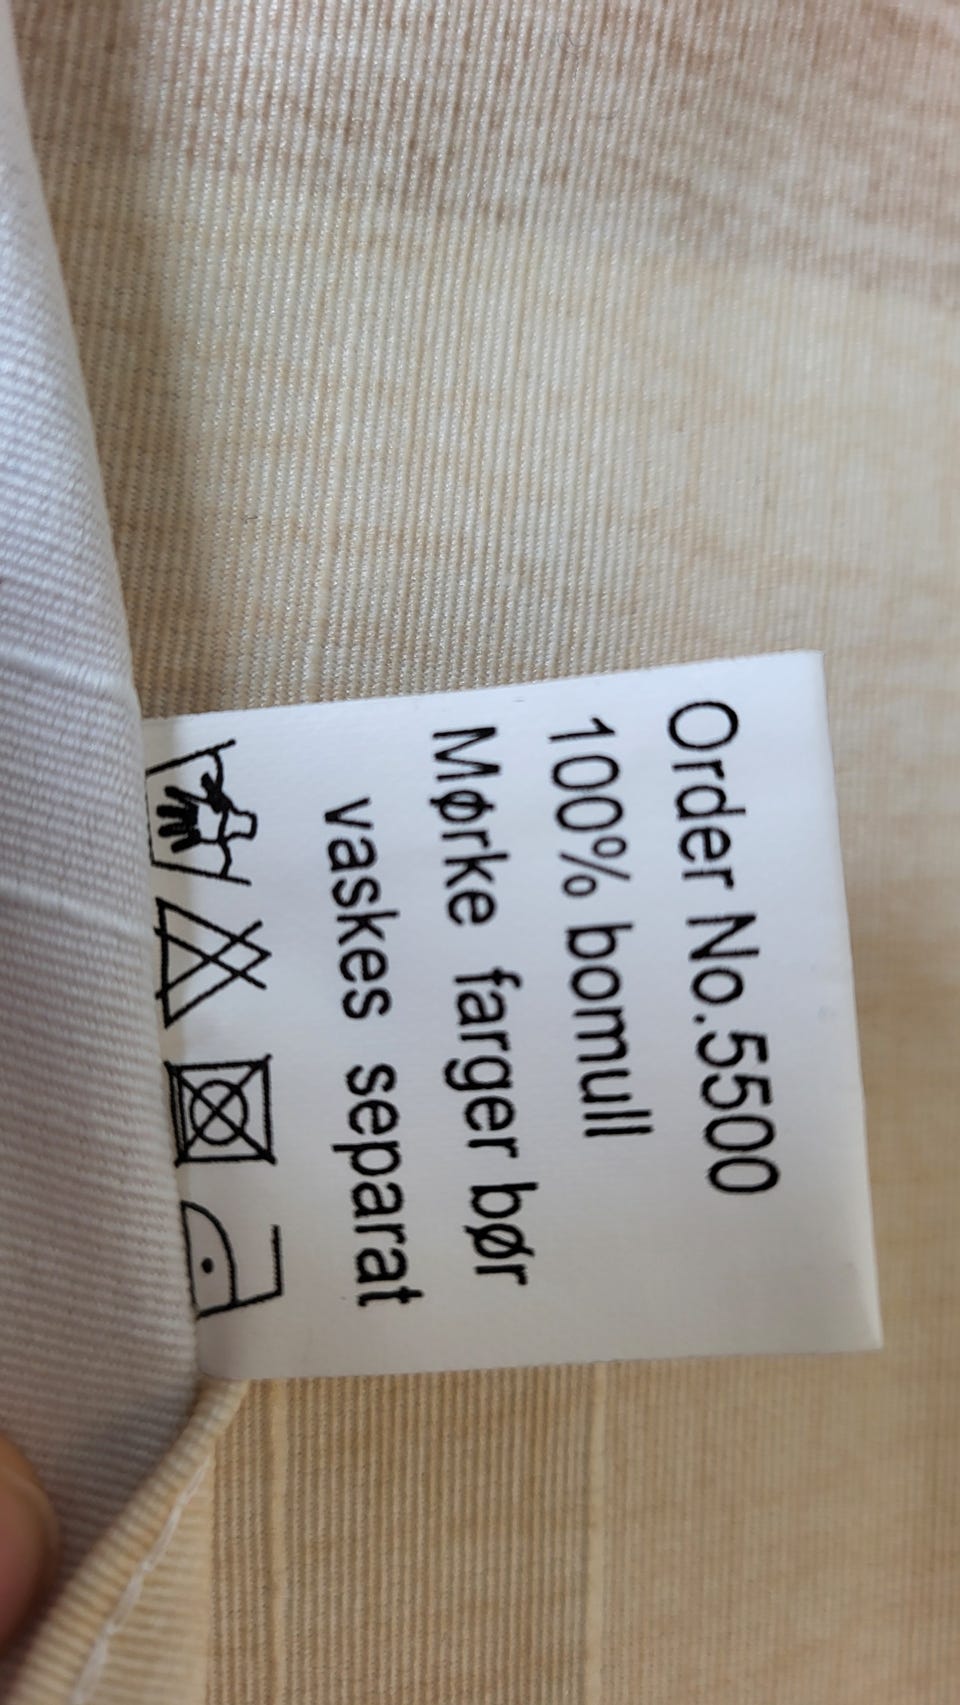 Order No.5500
100% bomull
Mørke farger bør
vaskes separat